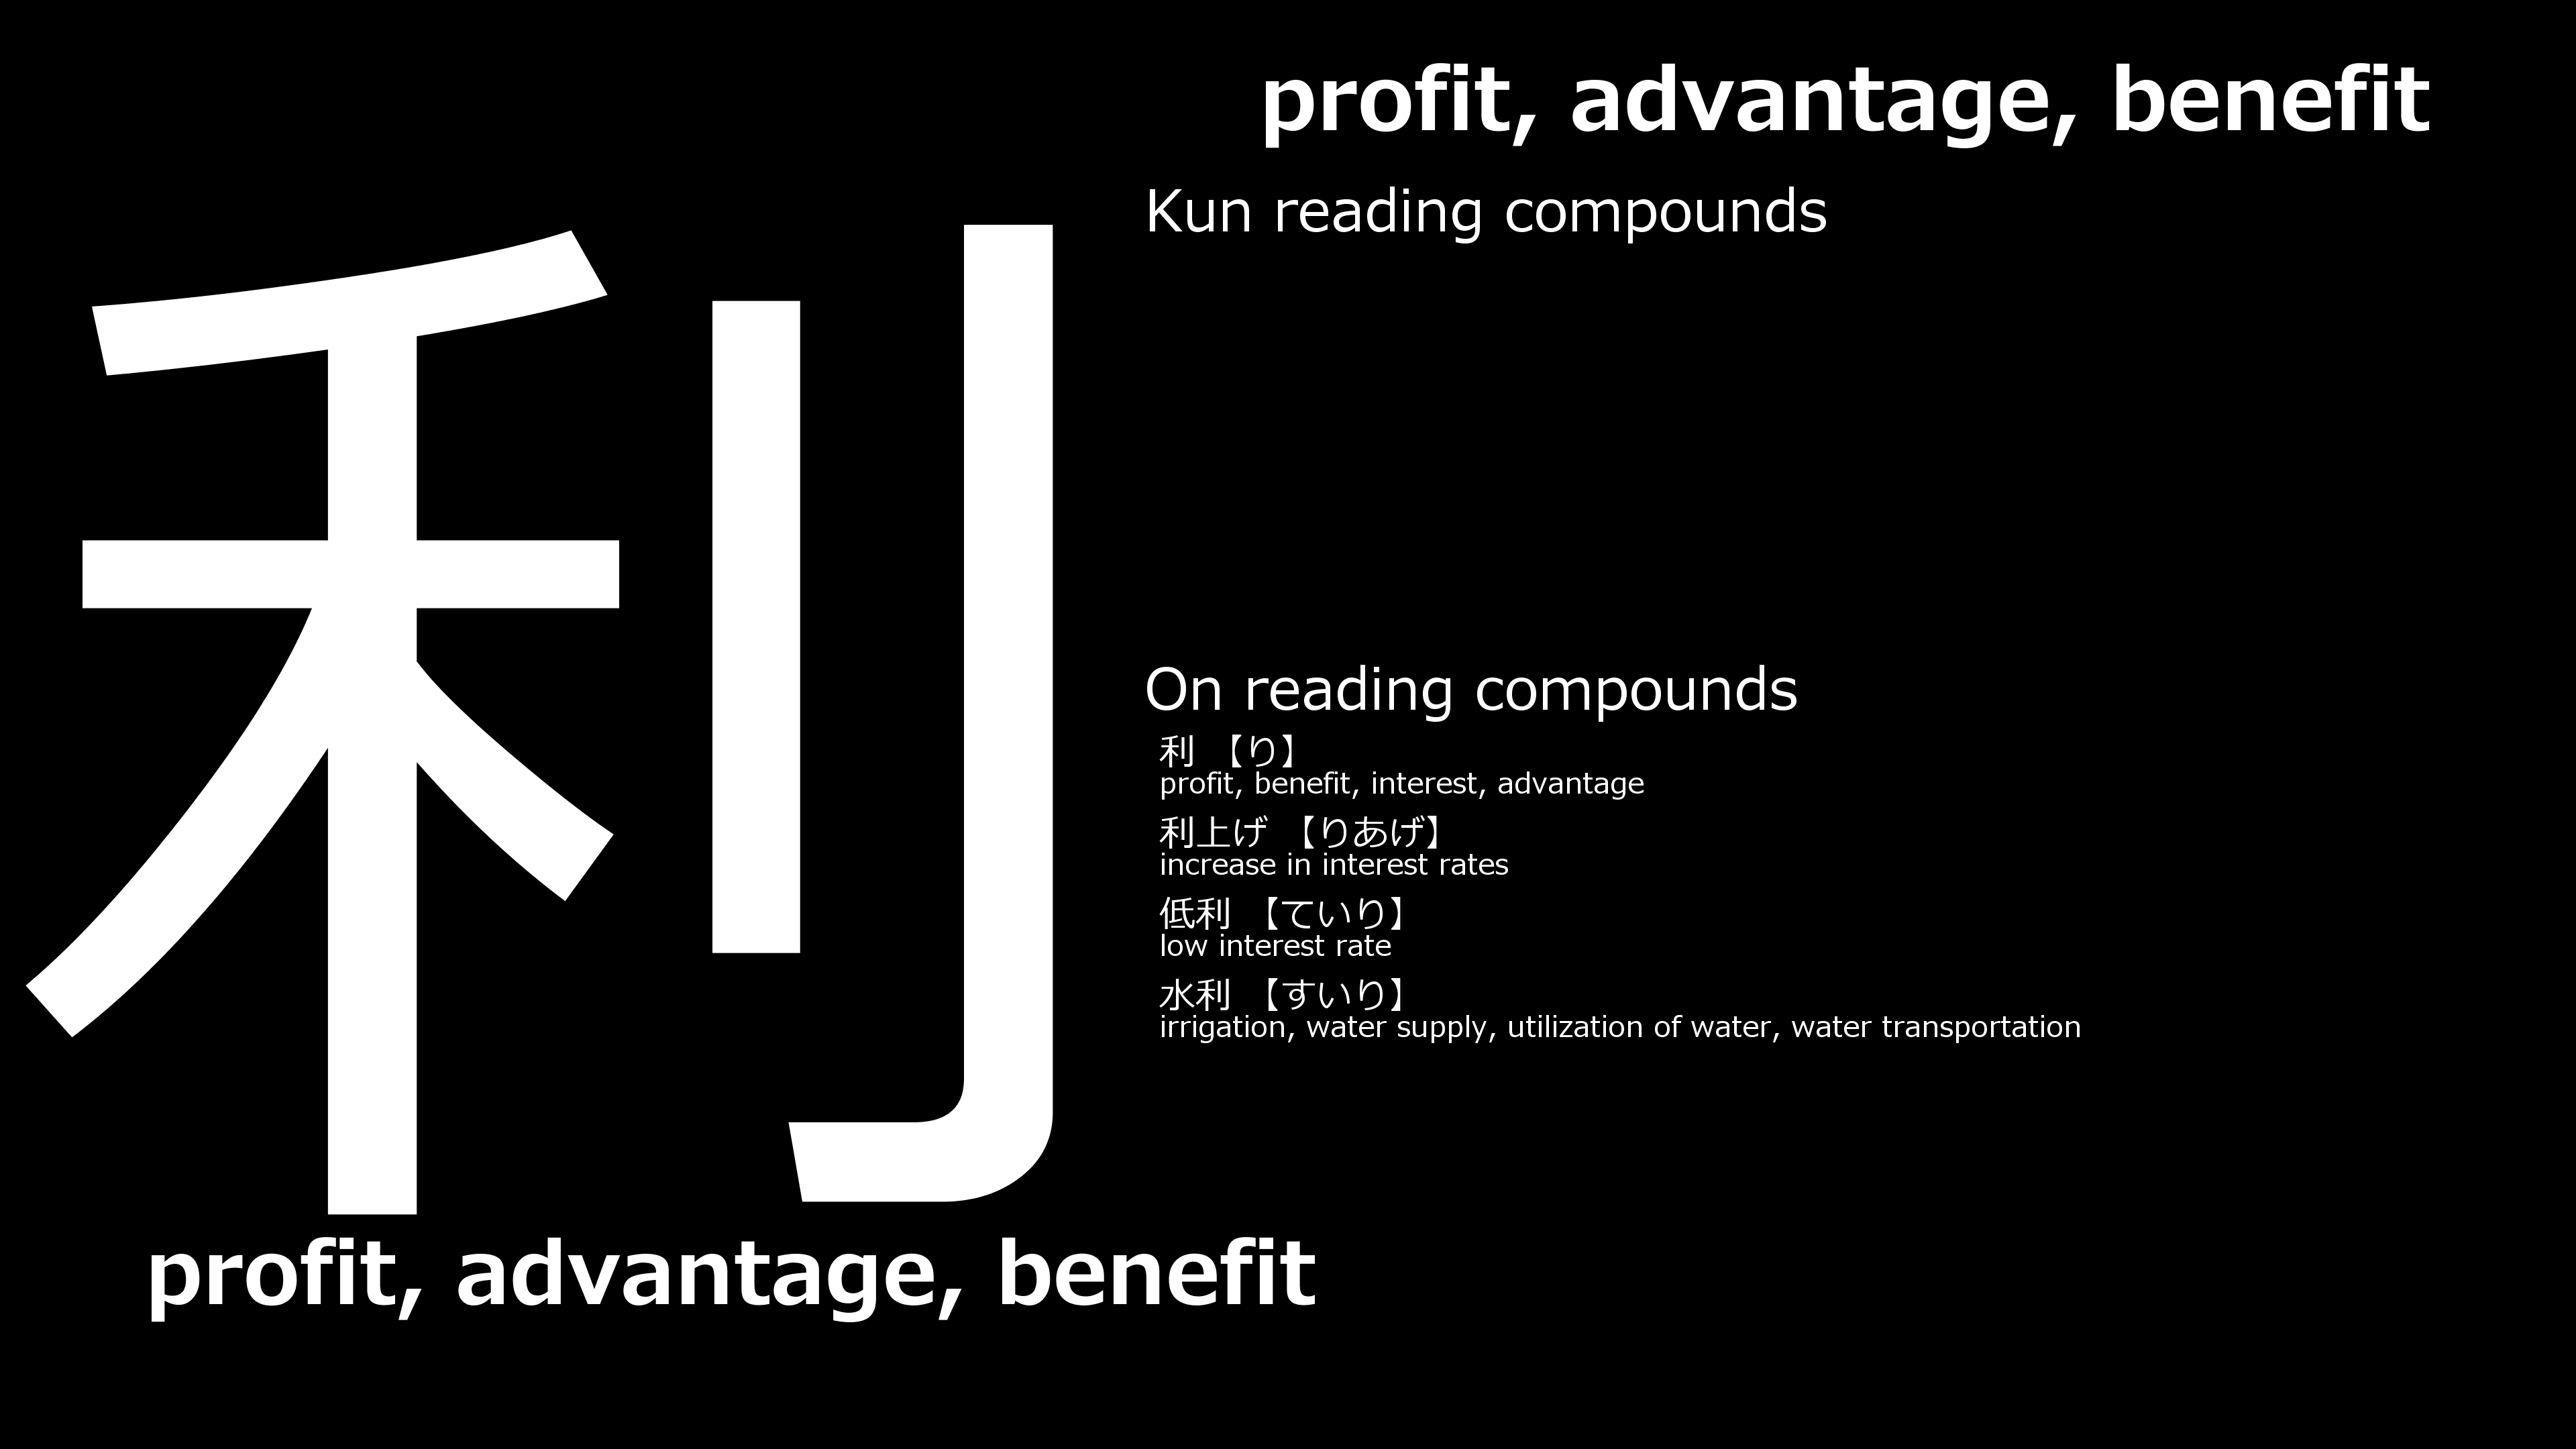 利
profit, advantage, benefit
profit, advantage, benefit
Kun reading compounds
On reading compounds
利 【り】
profit, benefit, interest, advantage
利上げ 【りあげ】
increase in interest rates
低利 【ていり】
low interest rate
水利 【すいり】
irrigation, water supply, utilization of water, water transportation